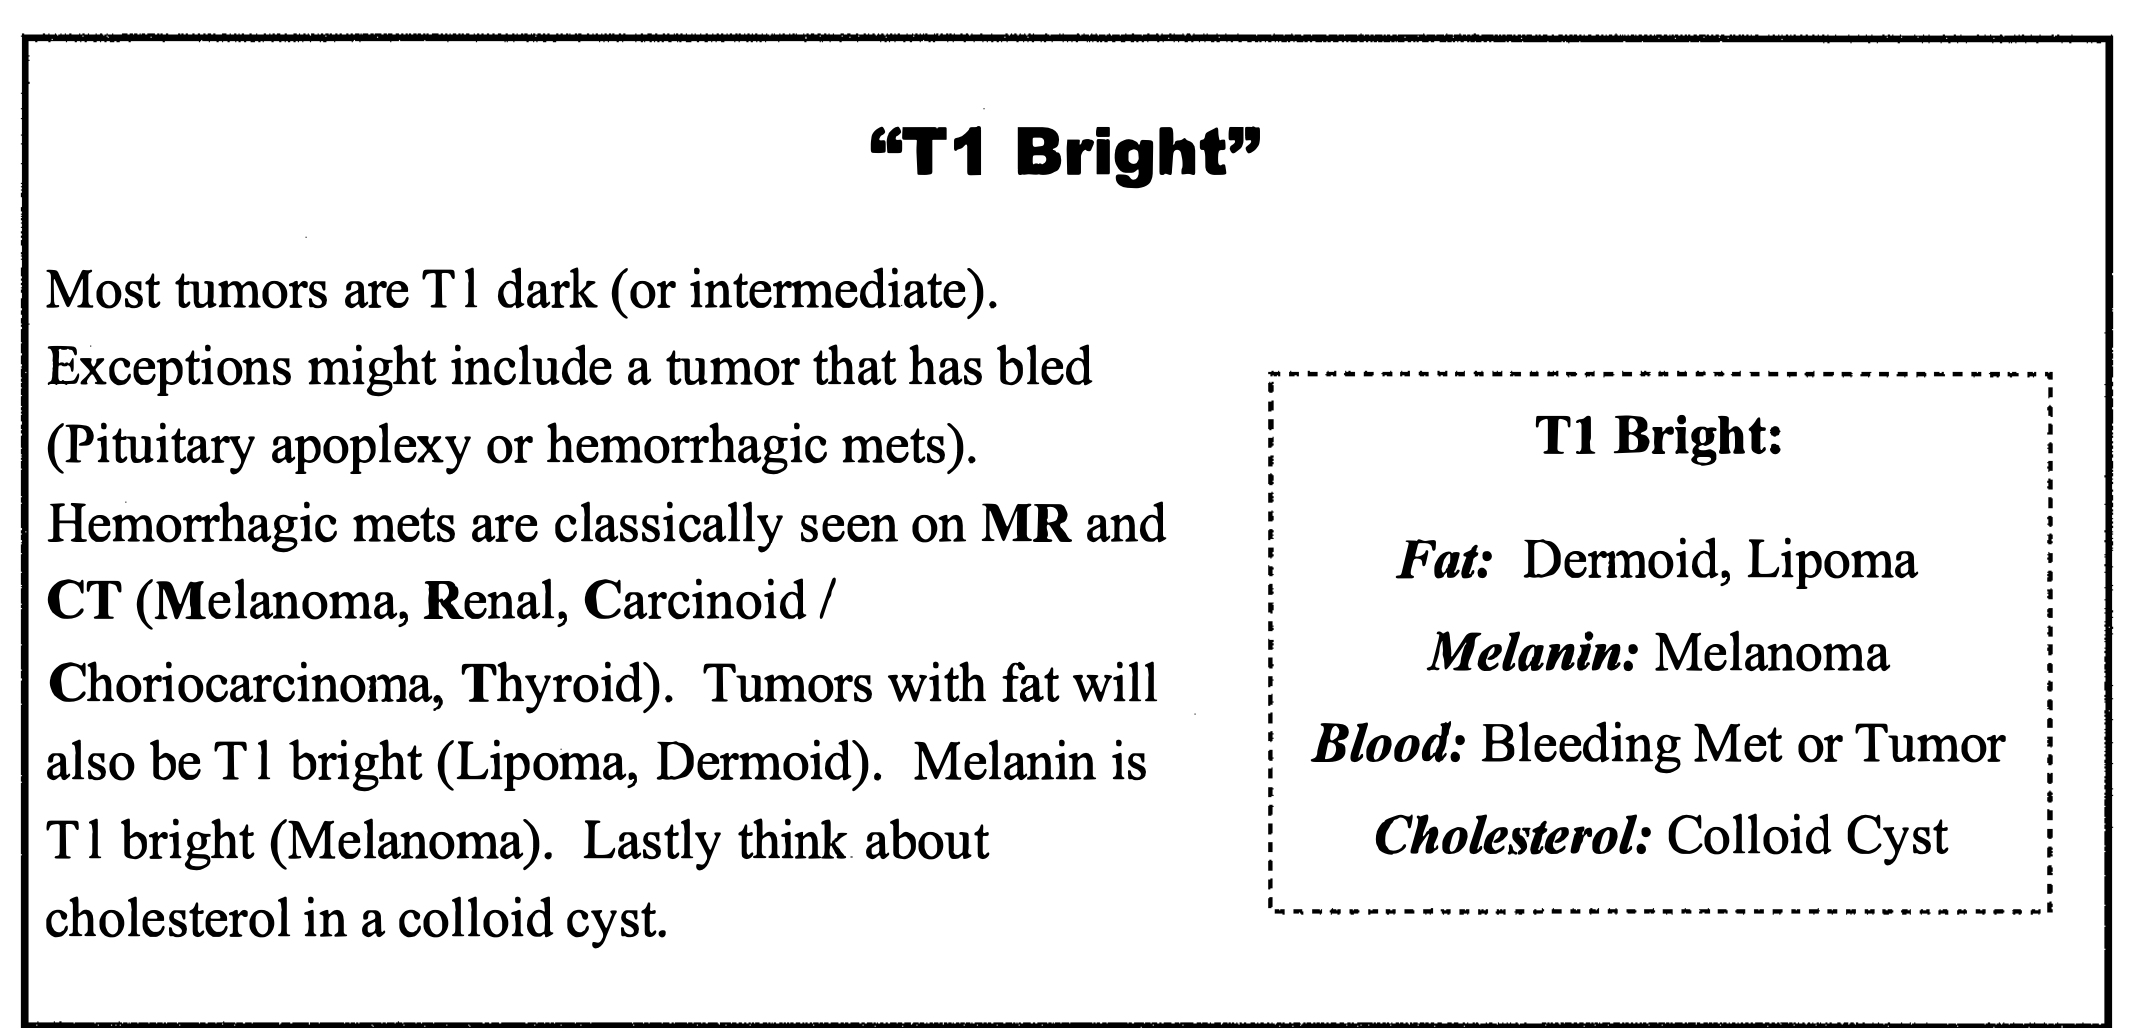 “T1 Bright”
Most tumors are T1 dark (or intermediate).
Exceptions might include a tumor that has bled
(Pituitary apoplexy or hemorrhagic mets).
Hemorrhagic mets are classically seen on MR and
CT (Melanoma, Renal, Carcinoid /
Choriocarcinoma, Thyroid).  Tumors with fat will
also be T1 bright (Lipoma, Dermoid).  Melanin is
T1 bright (Melanoma).  Lastly think about
cholesterol in a colloid cyst.
T1 Bright:
Fat:  Dermoid, Lipoma
Melanin: Melanoma
Blood: Bleeding Met or Tumor
Cholesterol: Colloid Cyst